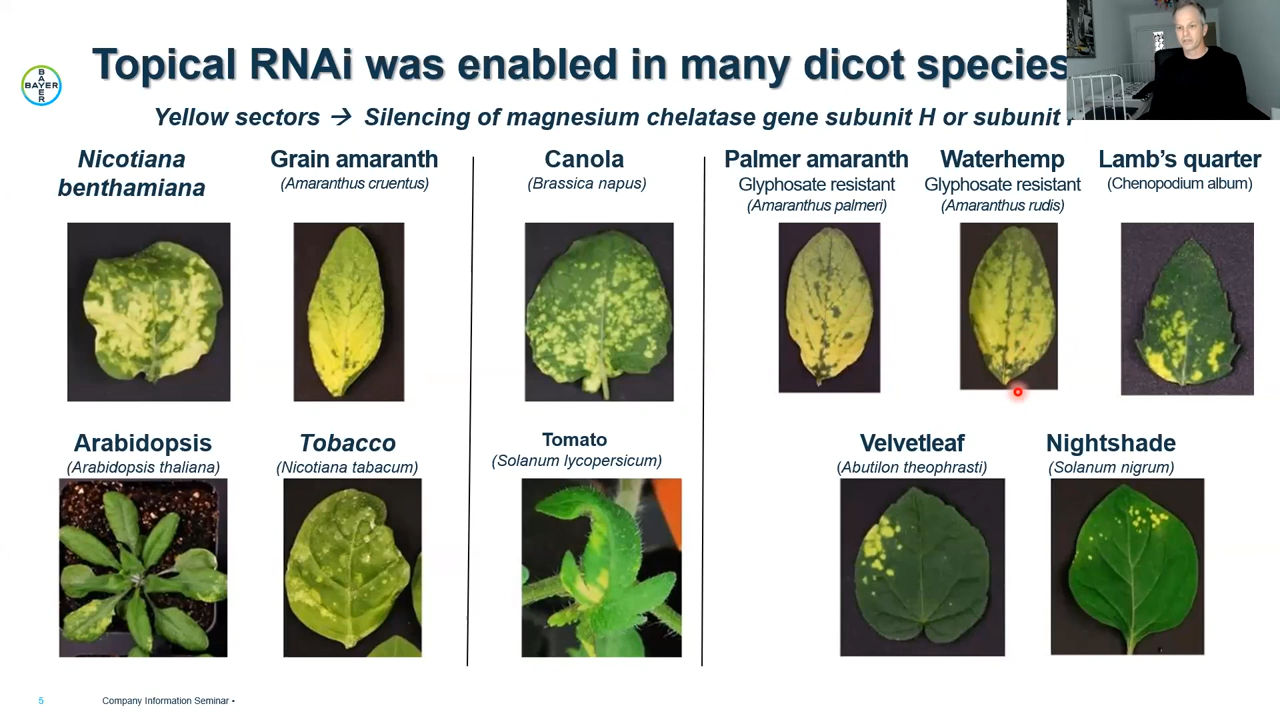 Topical RNAi was enabled in many dicot species
BAYER
BAYER
Yellow sectors → Silencing of magnesium chelatase gene subunit H or subunit
Nicotiana
benthamiana
Grain amaranth
(Amaranthus cruentus)
Canola
(Brassica napus)
Palmer amaranth
Glyphosate resistant
(Amaranthus palmeri)
Waterhemp
Glyphosate resistant
(Amaranthus rudis)
Lamb's quarter
(Chenopodium album)
Arabidopsis
(Arabidopsis thaliana)
Tobacco
(Nicotiana tabacum)
Tomato
(Solanum lycopersicum)
Velvetleaf
(Abutilon theophrasti)
Nightshade
(Solanum nigrum)
5
Company Information Seminar •